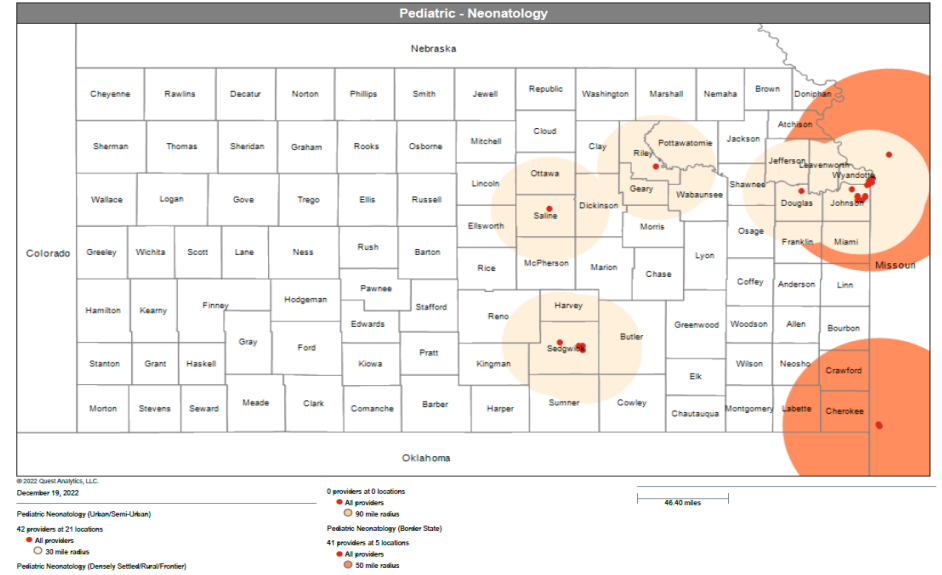 Pediatric - Neonatology
Nebraska
Cheyenne Rawlins Decatur Norton Phillips Smith Jewell Republic Washington Marshall Nemaha Brown Doniphan
Atchison
Sherman Thomas Sheridan Graham Rooks Osborne Mitchell Cloud Clay Riley Pottawatomie Jackson
Jefferson Leavenworth
Wyandotte
Lincoln Ottawa Geary Wabaunsee Shawnee
Wallace Logan Gove Trego Ellis Russell Saline Dickinson Douglas Johnson
Ellsworth Morris Osage
Colorado Greeley Wichita Scott Lane Ness Rush Barton Lyon Franklin Miami
Rice McPherson Marion Chase Missouri
Pawnee Coffey Anderson Linn
Hamilton Kearny Finney Hodgeman Stafford Reno Harvey
Edwards Greenwood Woodson Allen Bourbon
Gray Ford Butler
Stanton Grant Haskell Kiowa Pratt Kingman Sedgwick Wilson Neosho Crawford
Elk
Morton Stevens Seward Meade Clark Comanche Barber Harper Sumner Cowley Chautauqua Montgomery Labette Cherokee
Oklahoma
© 2022 Quest Analytics, LLC.
December 19, 2022
Pediatric Neonatology (Urban/Semi-Urban)
42 providers at 21 locations
All providers
30 mile radius
Pediatric Neonatology (Densely Settled/Rural/Frontier)
0 providers at 0 locations
All providers
90 mile radius
Pediatric Neonatology (Border State)
41 providers at 5 locations
All providers
50 mile radius
46.40 miles